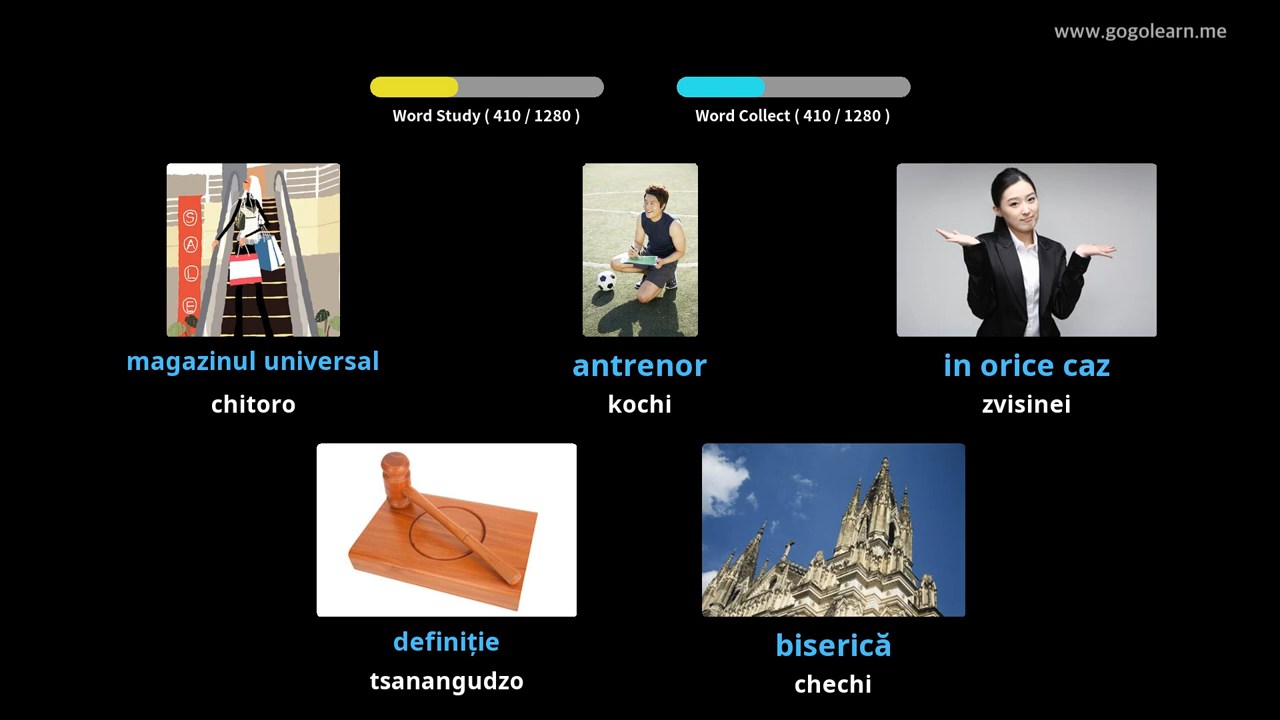 www.gogolearn.me
Word Study ( 410 / 1280 )
Word Collect ( 410 / 1280 )
SALE
magazinul universal
chitoro
antrenor
kochi
in orice caz
zvisinei
definiție
tsanangudzo
biserică
chechi